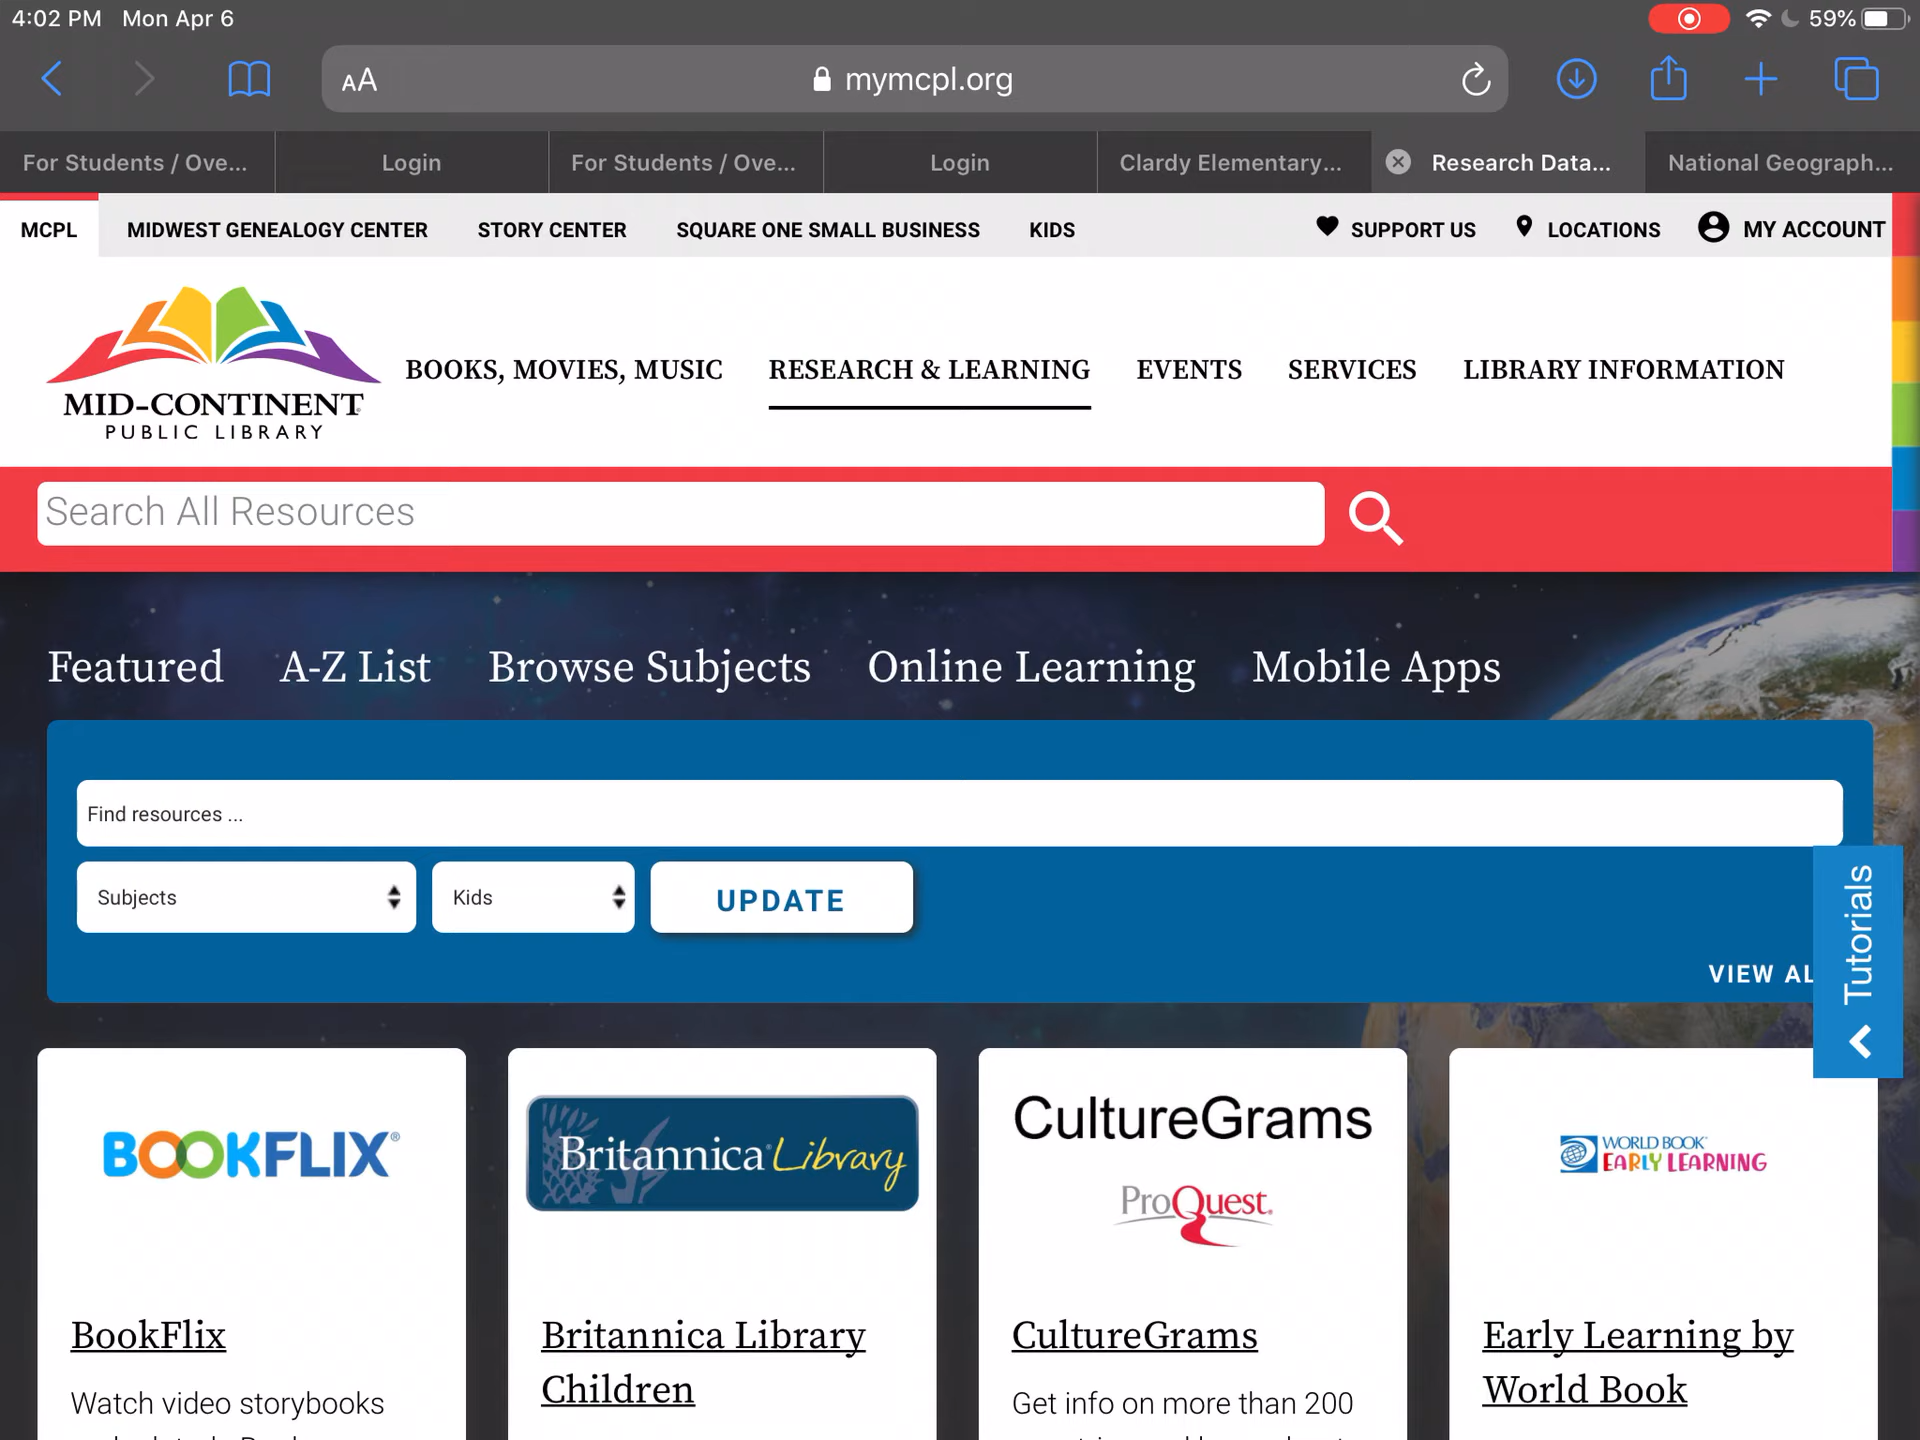 4:02 PM Mon Apr 6
59%
AA
mymcpl.org
For Students / Ove...
Login
For Students / Ove...
Login
Clardy Elementary...
Research Data...
National Geograph...
MCPL
MIDWEST GENEALOGY CENTER
STORY CENTER
SQUARE ONE SMALL BUSINESS
KIDS
SUPPORT US
LOCATIONS
MY ACCOUNT
MID-CONTINENT
PUBLIC LIBRARY
BOOKS, MOVIES, MUSIC
RESEARCH & LEARNING
EVENTS
SERVICES
LIBRARY INFORMATION
Search All Resources
Featured
A-Z List
Browse Subjects
Online Learning
Mobile Apps
Find resources ...
Subjects
Kids
UPDATE
VIEW AL
Tutorials
BOOKFLIX®
Britannica Library
CultureGrams
ProQuest
WORLD BOOK
EARLY LEARNING
BookFlix
Watch video storybooks
Britannica Library
Children
CultureGrams
Get info on more than 200
Early Learning by
World Book